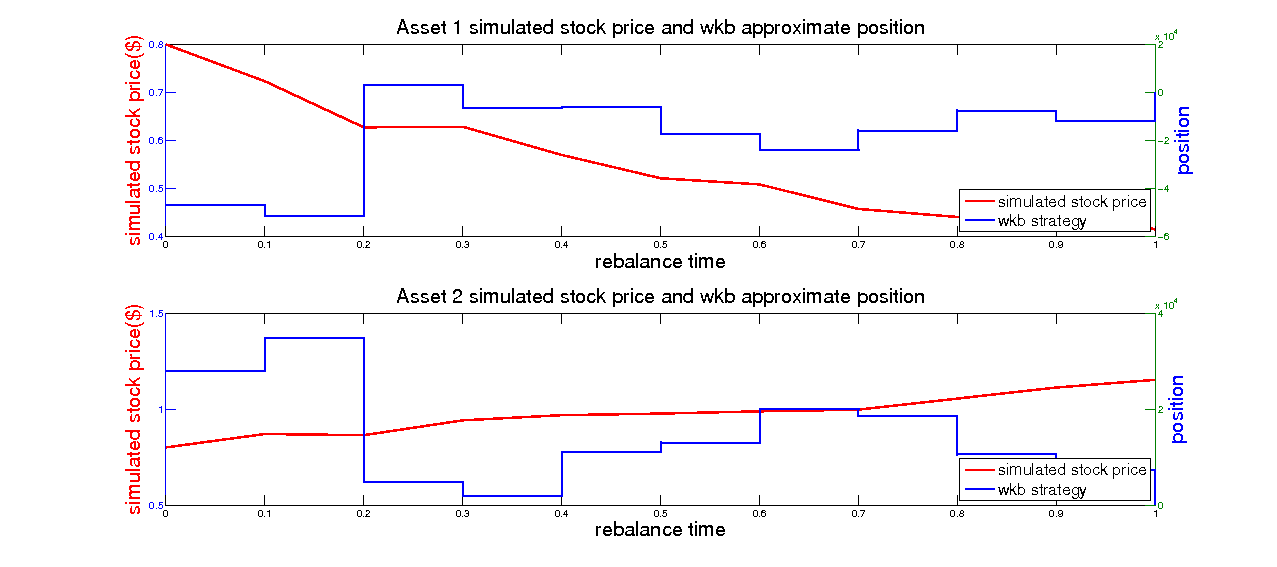 Asset 1 simulated stock price and wkb approximate position
x 10^4
simulated stock price($)
0.8
0.7
0.6
0.5
0.4
2
0
-2
-4
-6
position
simulated stock price
wkb strategy
0 0.1 0.2 0.3 0.4 0.5 0.6 0.7 0.8 0.9 1
rebalance time
Asset 2 simulated stock price and wkb approximate position
x 10^4
simulated stock price($)
1.5
1
0.5
4
2
0
position
simulated stock price
wkb strategy
0 0.1 0.2 0.3 0.4 0.5 0.6 0.7 0.8 0.9 1
rebalance time